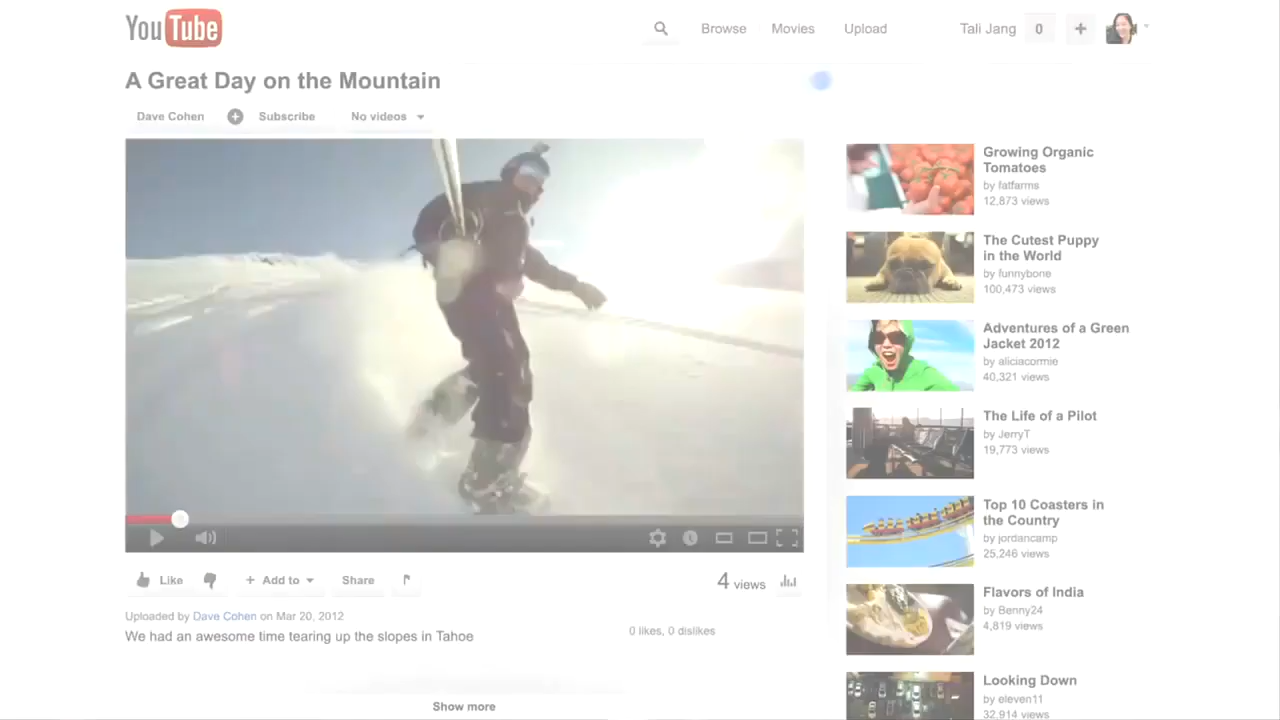 YouTube
Browse
Movies
Upload
Tali Jang
0
A Great Day on the Mountain
Dave Cohen
Subscribe
No videos
Growing Organic
Tomatoes
by fatfarms
12,873 views
The Cutest Puppy
in the World
by funnybone
100,473 views
Adventures of a Green
Jacket 2012
by aliciacormie
40,321 views
The Life of a Pilot
by JerryT
19,773 views
Top 10 Coasters in
the Country
by jordancamp
25,246 views
Flavors of India
by Benny24
4,819 views
Looking Down
by eleven11
32,914 views
Like
+ Add to
Share
4 views
Uploaded by Dave Cohen on Mar 20, 2012
0 likes, 0 dislikes
We had an awesome time tearing up the slopes in Tahoe
Show more